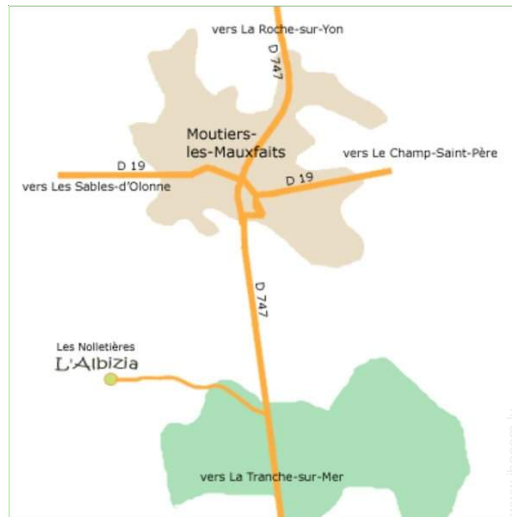 vers La Roche-sur-Yon
D 747
Moutiers-
les-Mauxfaits
vers Le Champ-Saint-Père
D 19
D 19
vers Les Sables-d'Olonne
D 747
Les Nolletières
L'Albizia
vers La Tranche-sur-Mer